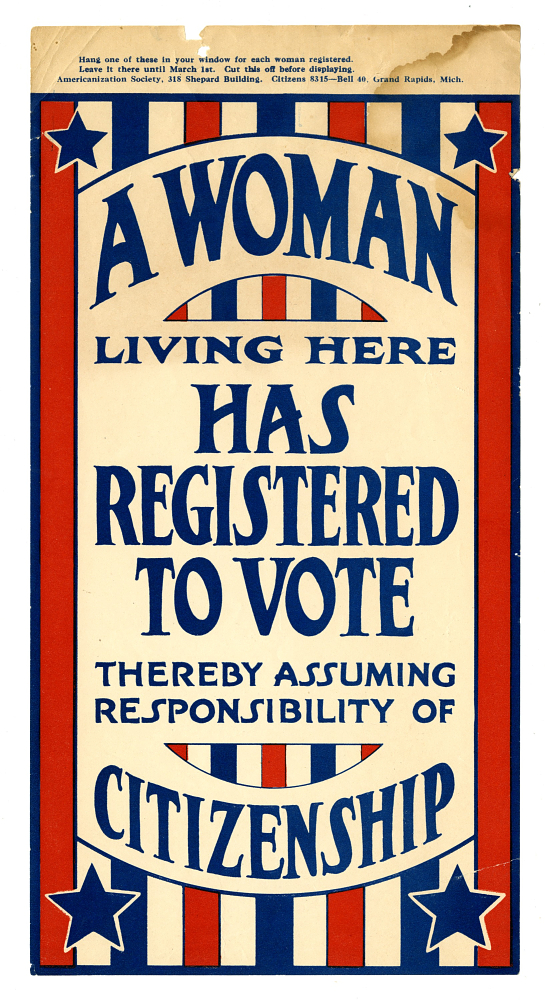 Hang one of these in your window for each woman registered.
Leave it there until March 1st. Cut this off before displaying.
Americanization Society, 318 Shepard Building. Citizens 8315—Bell 40. Grand Rapids, Mich.
A WOMAN
LIVING HERE
HAS
REGISTERED
TO VOTE
THEREBY ASSUMING
RESPONSIBILITY OF
CITIZENSHIP